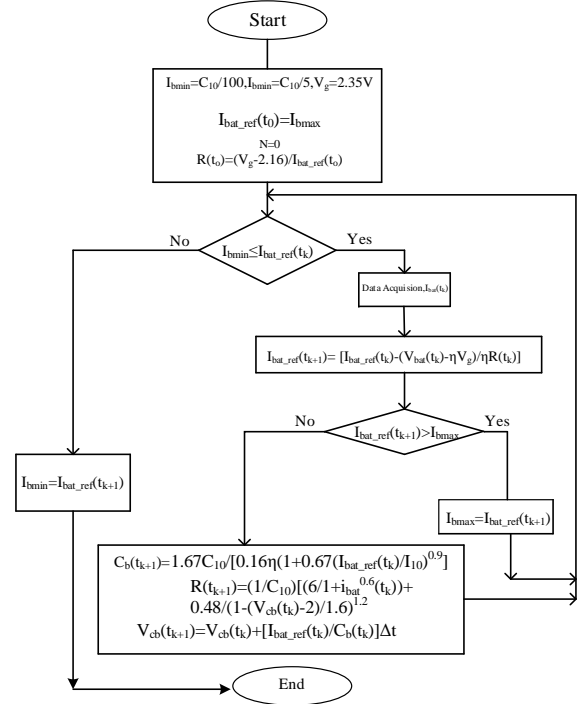 Start
I_bmin=C_10/100,I_bmin=C_10/5,V_g=2.35V
I_bat_ref(t_0)=I_bmax
N=0
R(t_o)=(V_g-2.16)/I_bat_ref(t_o)
No
I_bmin≤I_bat_ref(t_k)
Yes
Data Acquision,I_bat(t_k)
I_bat_ref(t_k+1)= [I_bat_ref(t_k)-(V_bat(t_k)-ηV_g)/ηR(t_k)]
No
I_bat_ref(t_k+1)>I_bmax
Yes
I_bmin=I_bat_ref(t_k+1)
I_bmax=I_bat_ref(t_k+1)
C_b(t_k+1)=1.67C_10/[0.16η(1+0.67(I_bat_ref(t_k)/I_10)^0.9]
R(t_k+1)=(1/C_10)[(6/1+i_bat^0.6(t_k))+
0.48/(1-(V_cb(t_k)-2)/1.6)^1.2
V_cb(t_k+1)=V_cb(t_k)+[I_bat_ref(t_k)/C_b(t_k)]Δt
End